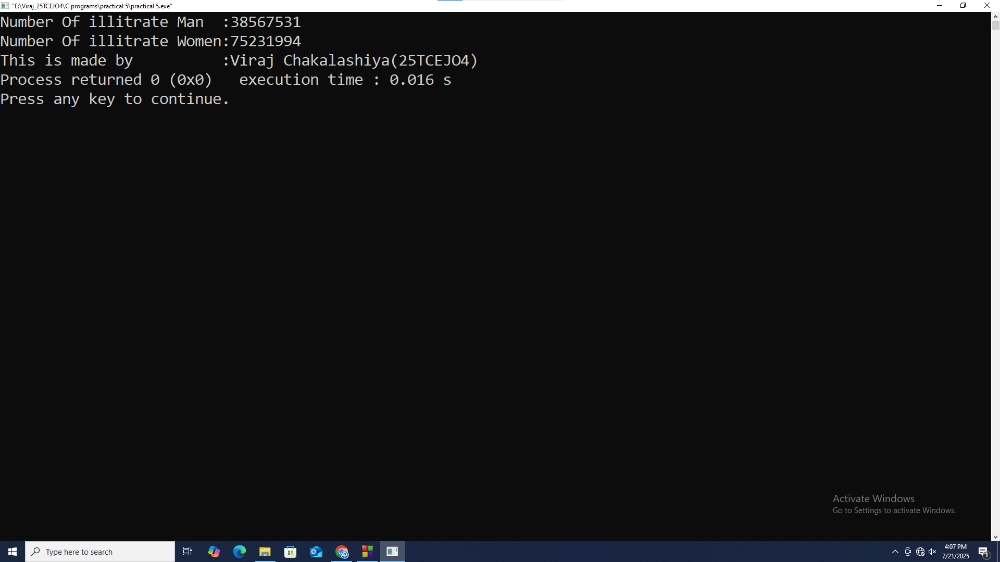 "E:\Viraj_25TCEJO4\C programs\practical 5\practical 5.exe"
Number Of illitrate Man  :38567531
Number Of illitrate Women:75231994
This is made by          :Viraj Chakalashiya(25TCEJO4)
Process returned 0 (0x0)   execution time : 0.016 s
Press any key to continue.
Activate Windows
Go to Settings to activate Windows.
Type here to search
4:07 PM
7/21/2025
1